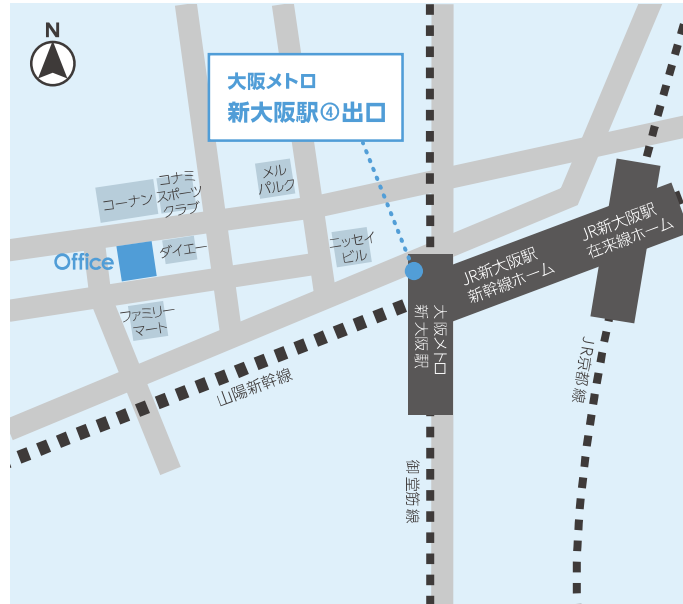 N
大阪メトロ
新大阪駅④出口
コナミ
スポーツ
クラブ
コーナン
メル
パルク
Office
ダイエー
ニッセイ
ビル
ファミリー
マート
JR新大阪駅
在来線ホーム
JR新大阪駅
新幹線ホーム
大阪メトロ
新大阪駅
山陽新幹線
JR京都線
御堂筋線